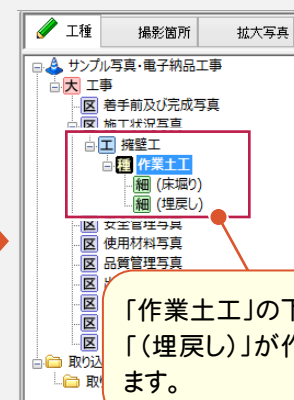 工種 撮影箇所 拡大写真
サンプル写真・電子納品工事
大 工事
区 着手前及び完成写真
区 施工状況写真
工 擁壁工
種 作業土工
細 (床堀り)
細 (埋戻し)
区 安全管理写真
区 使用材料写真
区 品質管理写真
区
区
区
取り込
取り
「作業土工」の下
「(埋戻し)」が作
ます。